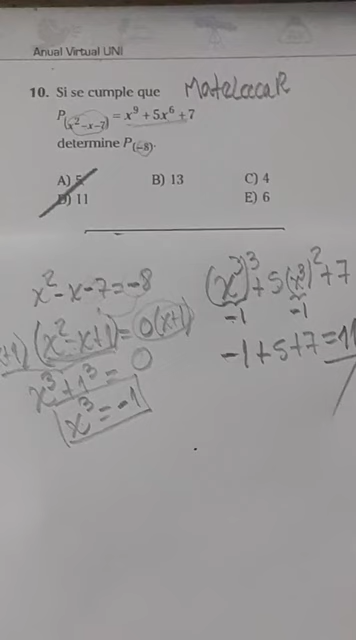 Anual Virtual UNI
10. Si se cumple que MateLaacaR
P(x²-x-7) = x⁹ + 5x⁶ + 7
determine P(-8).
A) 5 B) 13 C) 4
D) 11 E) 6
x²-x-7=-8
(x²-x+1)=0(x+1)
x³+1³=0
x³=-1
(x³)³+5(x³)²+7
-1 -1
-1+5+7=11